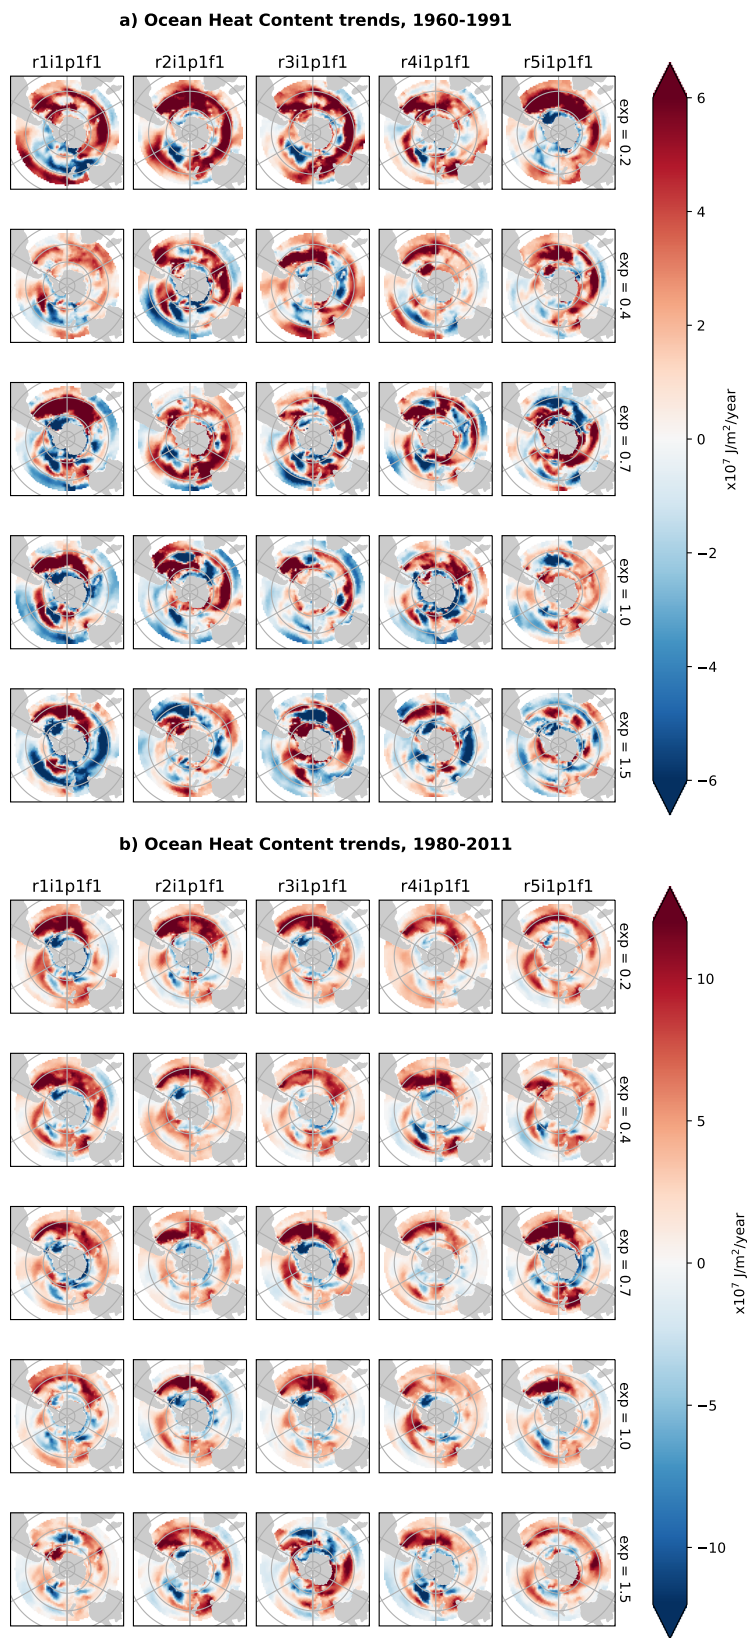 a) Ocean Heat Content trends, 1960-1991
r1i1p1f1 r2i1p1f1 r3i1p1f1 r4i1p1f1 r5i1p1f1
exp = 0.2
exp = 0.4
exp = 0.7
exp = 1.0
exp = 1.5
6
4
2
0
−2
−4
−6
x10⁷ J/m²/year
b) Ocean Heat Content trends, 1980-2011
r1i1p1f1 r2i1p1f1 r3i1p1f1 r4i1p1f1 r5i1p1f1
exp = 0.2
exp = 0.4
exp = 0.7
exp = 1.0
exp = 1.5
10
5
0
−5
−10
x10⁷ J/m²/year